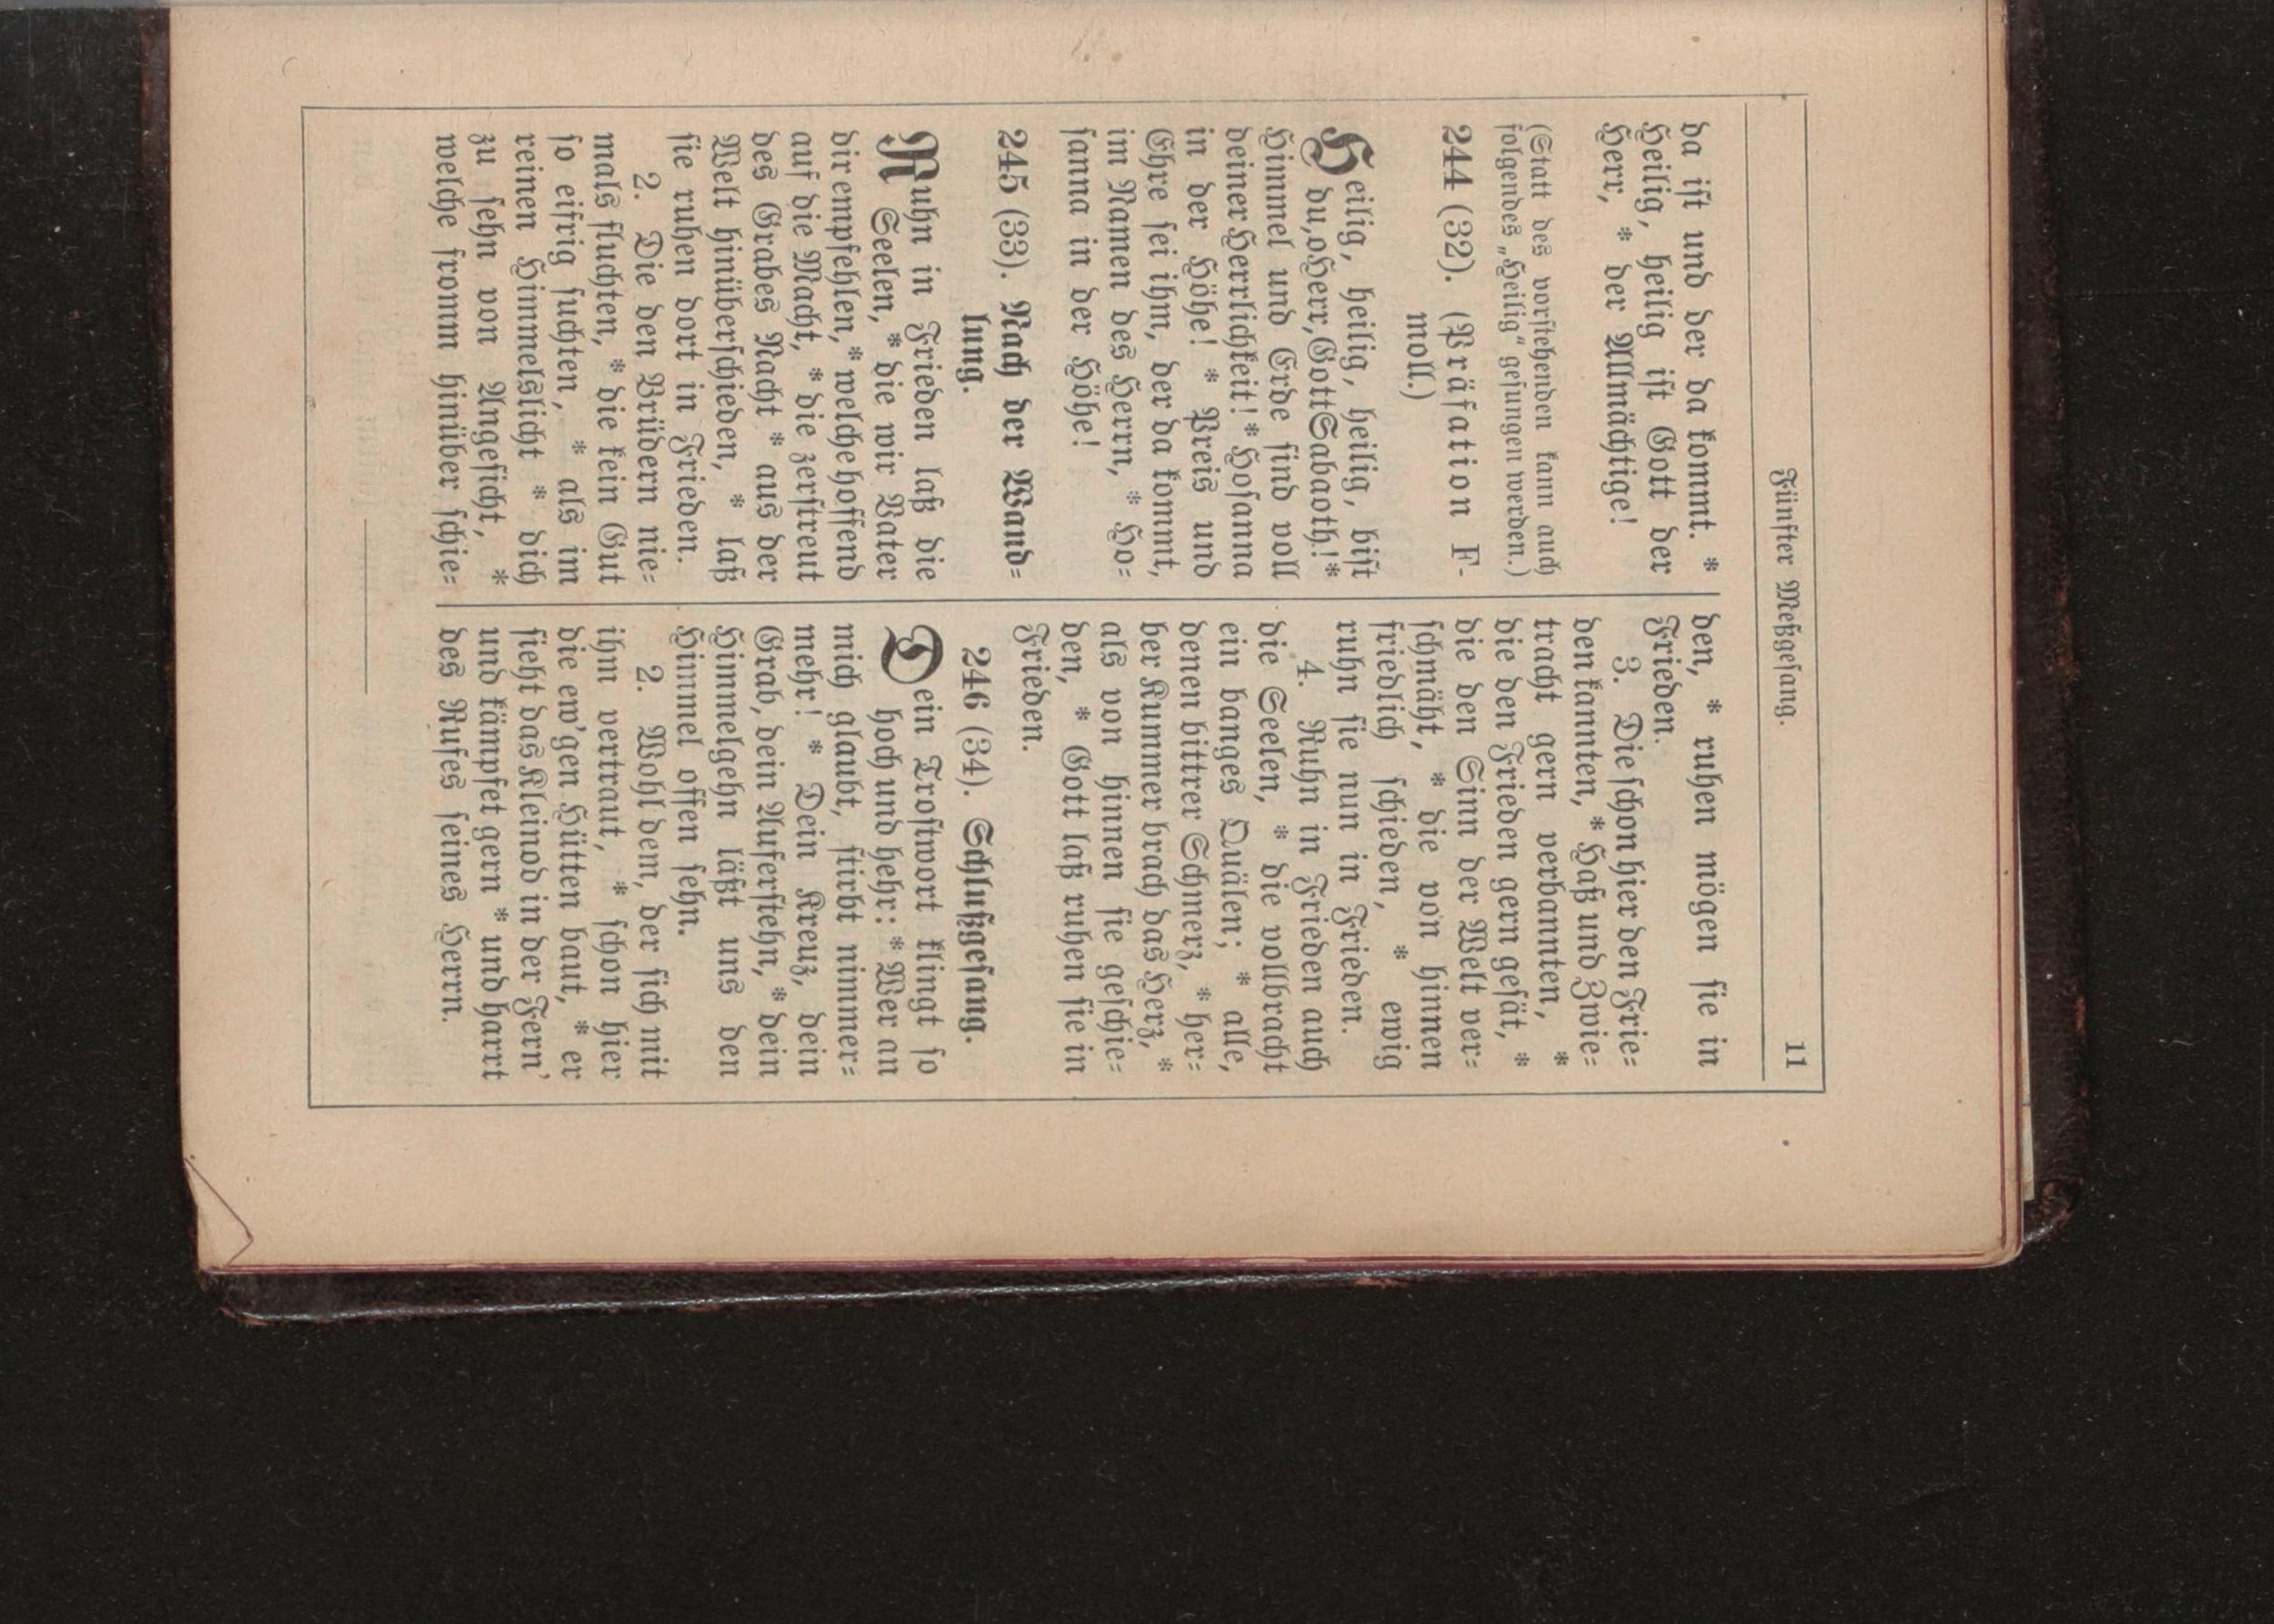 Fünfter Meßgesang. 11
da ist und der da kommt. *
Heilig, heilig ist Gott der
Herr, * der Allmächtige!
(Statt des vorstehenden kann auch
folgendes „Heilig“ gesungen werden.)
244 (32). (Präfation F-
moll.)
Heilig, heilig, heilig, bist
du, o Herr, Gott Sabaoth! *
Himmel und Erde sind voll
deiner Herrlichkeit! * Hosanna
in der Höhe! * Preis und
Ehre sei ihm, der da kommt,
im Namen des Herrn, * Ho-
sanna in der Höhe!
245 (33). Nach der Wand-
lung.
Ruhn in Frieden laß die
Seelen, * die wir Vater
dir empfehlen, * welche hoffend
auf die Macht, * die zerstreut
des Grabes Nacht * aus der
Welt hinüberschieden, * laß
sie ruhen dort in Frieden.
2. Die den Brüdern nie-
mals fluchten, * die kein Gut
so eifrig suchten, * als im
reinen Himmelslicht * dich
zu sehn von Angesicht, *
welche fromm hinüber schie-
den, * ruhen mögen sie in
Frieden.
3. Die schon hier den Frie-
den kannten, * Haß und Zwie-
tracht gern verbannten, *
die den Frieden gern gesät, *
die den Sinn der Welt ver-
schmäht, * die von hinnen
friedlich schieden, * ewig
ruhn sie nun in Frieden.
4. Ruhn in Frieden auch
die Seelen, * die vollbracht
ein banges Quälen; * alle,
denen bittrer Schmerz, * her-
ber Kummer brach das Herz, *
als von hinnen sie geschie-
den, * Gott laß ruhen sie in
Frieden.
246 (34). Schlußgesang.
Dein Trostwort klingt so
hoch und hehr: * Wer an
mich glaubt, stirbt nimmer-
mehr! * Dein Kreuz, dein
Grab, dein Auferstehn, * dein
Himmelgehn läßt uns den
Himmel offen sehn.
2. Wohl dem, der sich mit
ihm vertraut, * schon hier
die ew'gen Hütten baut, * er
sieht das Kleinod in der Fern'
und kämpfet gern * und harrt
des Rufes seines Herrn.